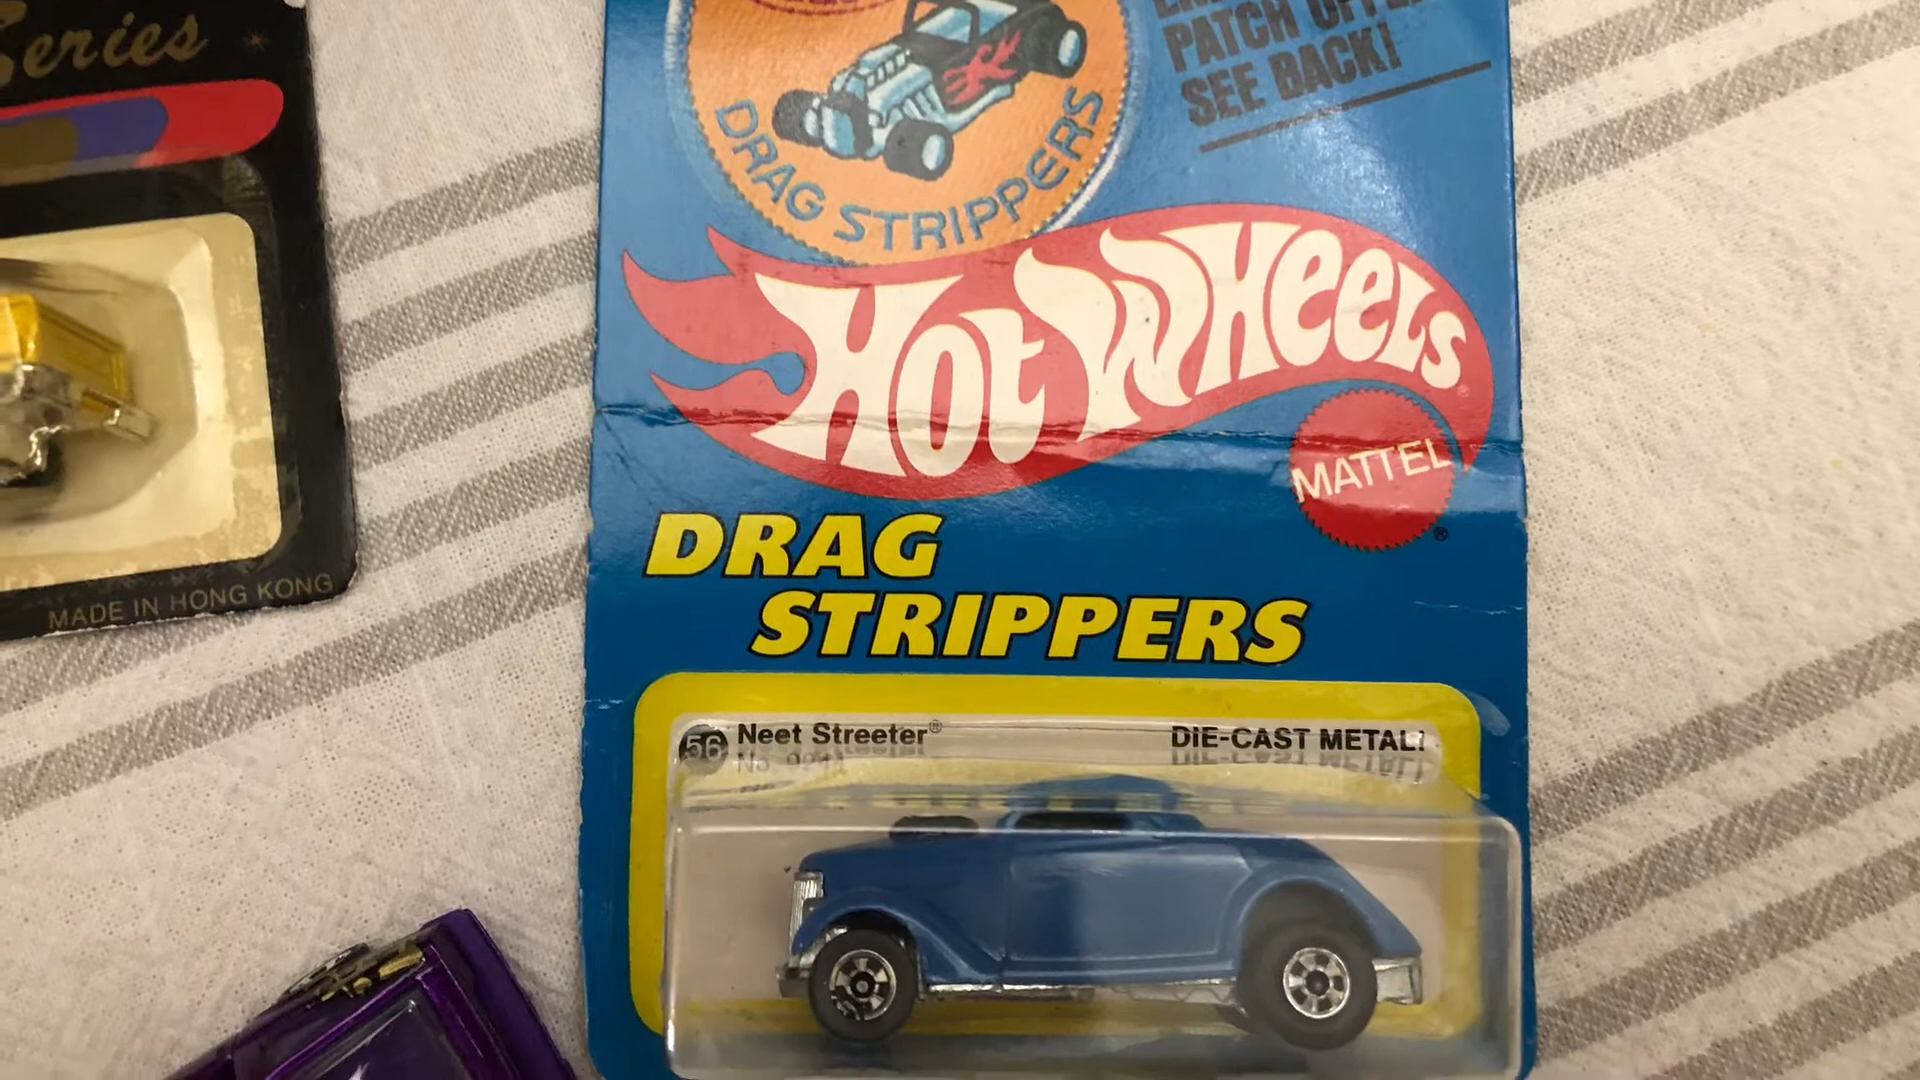 Series
MADE IN HONG KONG
PATCH OFFER
SEE BACK!
DRAG STRIPPERS
HOT WHEELS
MATTEL
DRAG
STRIPPERS
56 Neet Streeter® DIE-CAST METAL!